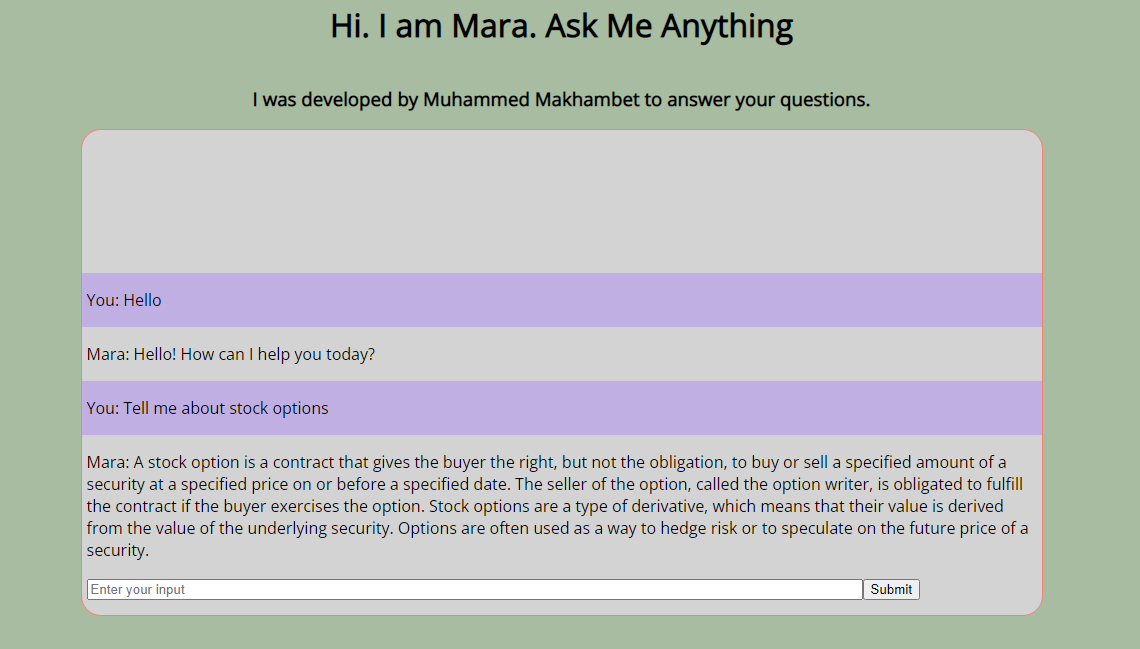 Hi. I am Mara. Ask Me Anything
I was developed by Muhammed Makhambet to answer your questions.
You: Hello
Mara: Hello! How can I help you today?
You: Tell me about stock options
Mara: A stock option is a contract that gives the buyer the right, but not the obligation, to buy or sell a specified amount of a
security at a specified price on or before a specified date. The seller of the option, called the option writer, is obligated to fulfill
the contract if the buyer exercises the option. Stock options are a type of derivative, which means that their value is derived
from the value of the underlying security. Options are often used as a way to hedge risk or to speculate on the future price of a
security.
Enter your input Submit